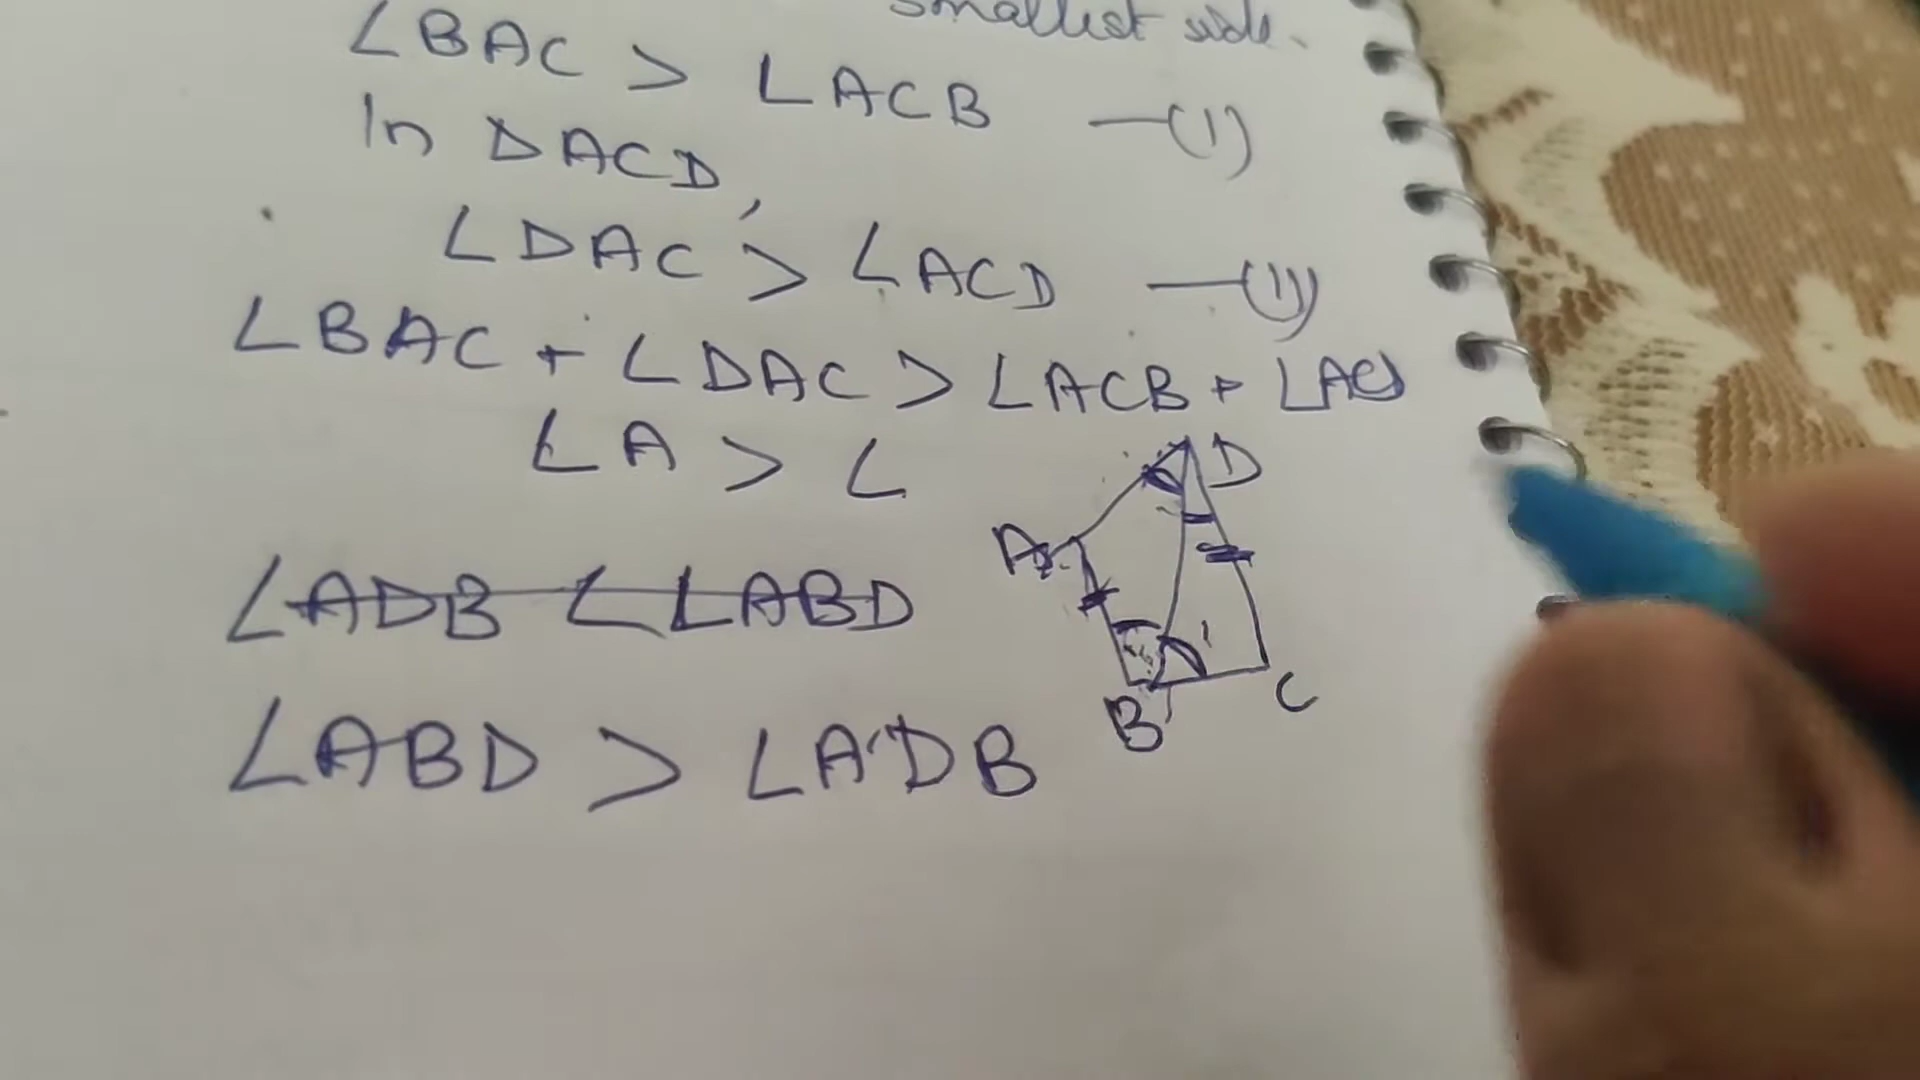 smallest side.
∠BAC > ∠ACB —(I)
In ΔACD,
∠DAC > ∠ACD —(II)
∠BAC + ∠DAC > ∠ACB + ∠ACD
∠A > ∠
D
A
∠ADB < ∠ABD
B
C
∠ABD > ∠ADB